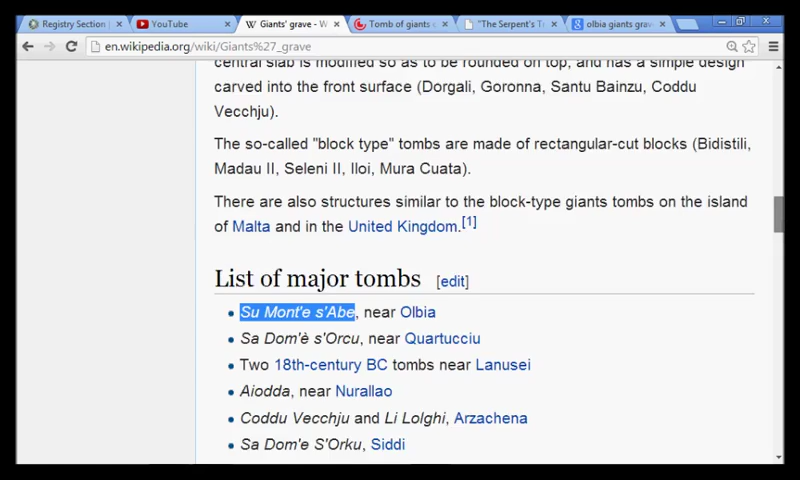 Registry Section |
YouTube
Giants' grave - W
Tomb of giants
"The Serpent's T
olbia giants grav
en.wikipedia.org/wiki/Giants%27_grave
central slab is modified so as to be rounded on top, and has a simple design
carved into the front surface (Dorgali, Goronna, Santu Bainzu, Coddu
Vecchju).
The so-called "block type" tombs are made of rectangular-cut blocks (Bidistili,
Madau II, Seleni II, Iloi, Mura Cuata).
There are also structures similar to the block-type giants tombs on the island
of Malta and in the United Kingdom.[1]
List of major tombs [edit]
Su Mont'e s'Abe, near Olbia
Sa Dom'è s'Orcu, near Quartucciu
Two 18th-century BC tombs near Lanusei
Aiodda, near Nurallao
Coddu Vecchju and Li Lolghi, Arzachena
Sa Dom'e S'Orku, Siddi